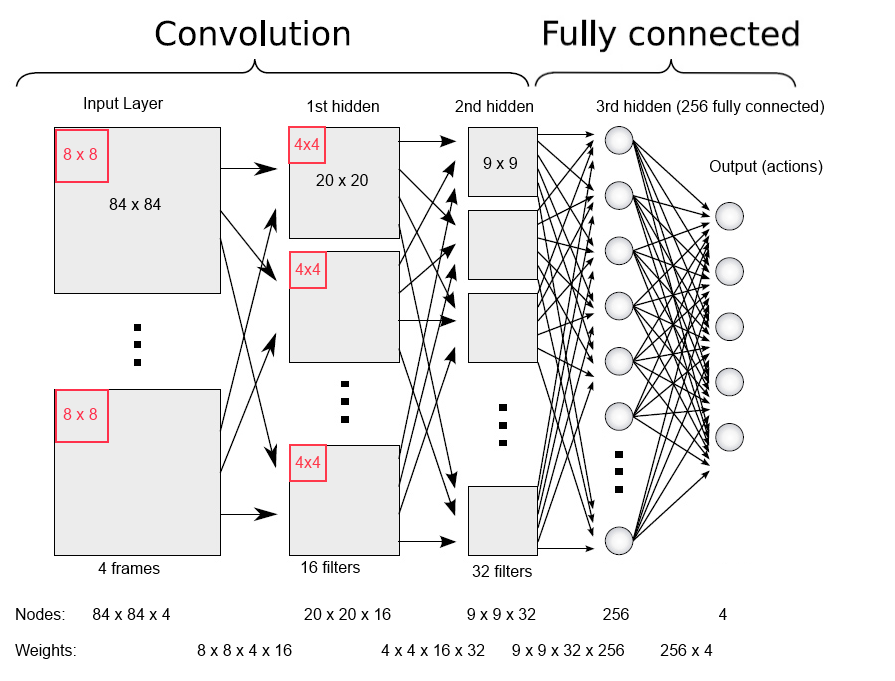 Convolution
Fully connected
Input Layer
1st hidden
2nd hidden
3rd hidden (256 fully connected)
Output (actions)
8 x 8
84 x 84
4x4
20 x 20
9 x 9
4x4
8 x 8
4x4
4 frames
16 filters
32 filters
Nodes: 84 x 84 x 4 20 x 20 x 16 9 x 9 x 32 256 4
Weights: 8 x 8 x 4 x 16 4 x 4 x 16 x 32 9 x 9 x 32 x 256 256 x 4